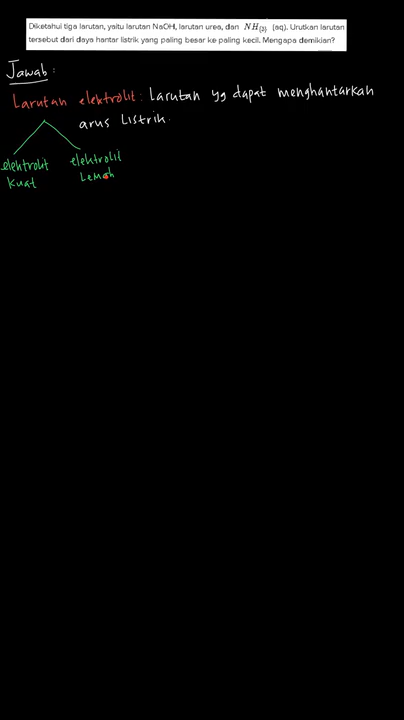 Diketahui tiga larutan, yaitu larutan NaOH, larutan urea, dan NH_{3} (aq). Urutkan larutan
tersebut dari daya hantar listrik yang paling besar ke paling kecil. Mengapa demikian?
Jawab :
Larutan elektrolit : Larutan yg dapat menghantarkan
arus listrik.
elektrolit elektrolit
kuat Lemah